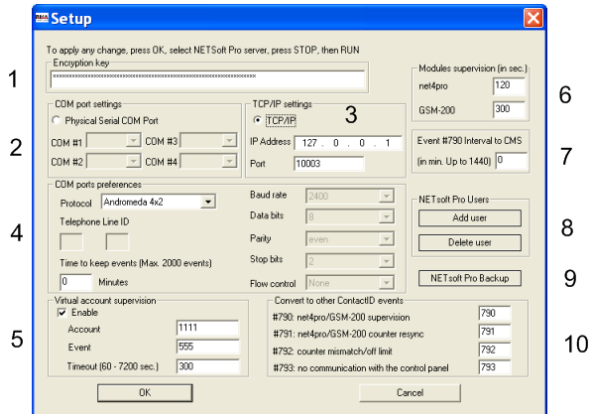 Setup
To apply any change, press OK, select NETSoft Pro server, press STOP, then RUN
1
Encryption key
Modules supervision (in sec.)
net4pro 120
GSM-200 300
6
2
COM port settings
Physical Serial COM Port
COM #1 COM #3
COM #2 COM #4
TCP/IP settings
3
TCP/IP
IP Address 127 . 0 . 0 . 1
Port 10003
Event #790 Interval to CMS
(in min. Up to 1440) 0
7
4
COM ports preferences
Protocol Andromeda 4x2
Telephone Line ID
Time to keep events (Max. 2000 events)
0 Minutes
Baud rate 2400
Data bits 8
Parity even
Stop bits 2
Flow control None
NETsoft Pro Users
Add user
Delete user
8
NETsoft Pro Backup
9
5
Virtual account supervision
Enable
Account 1111
Event 555
Timeout (60 - 7200 sec.) 300
Convert to other ContactID events
#790: net4pro/GSM-200 supervision 790
#791: net4pro/GSM-200 counter resync 791
#792: counter mismatch/off limit 792
#793: no communication with the control panel 793
10
OK
Cancel